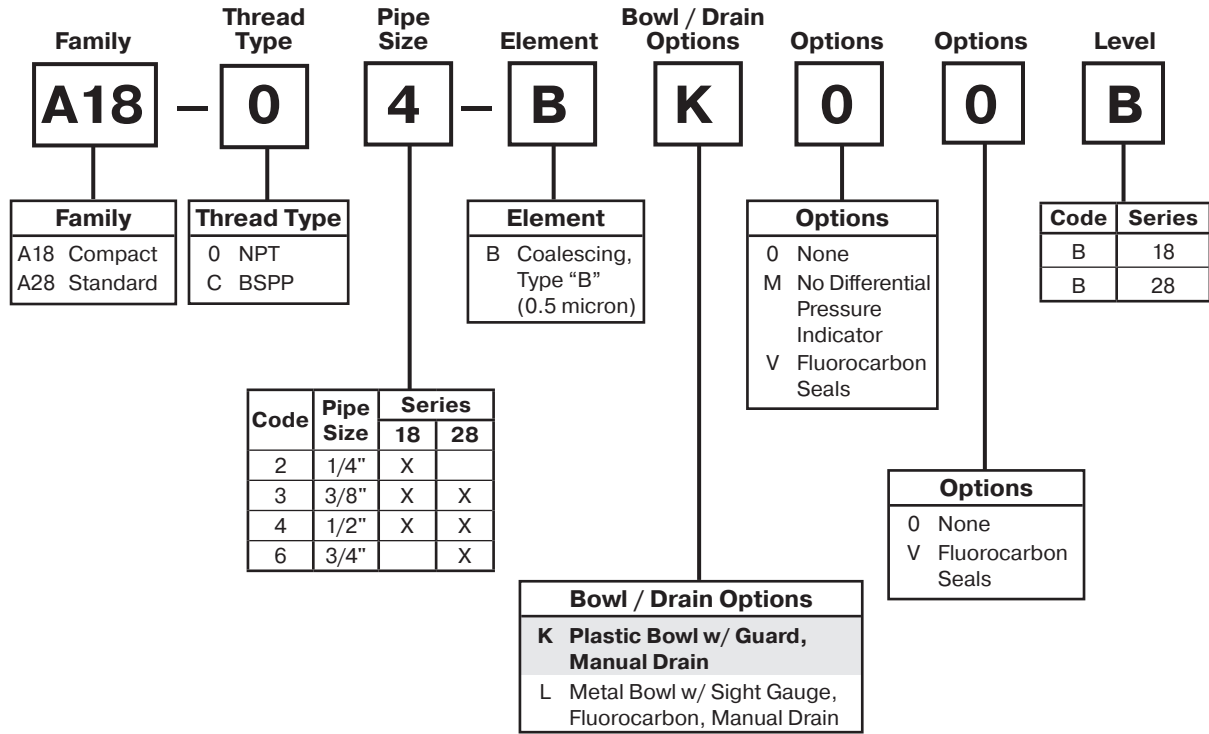 Family
Thread
Type
Pipe
Size
Element
Bowl / Drain
Options
Options
Options
Level
A18 – 0 4 – B K 0 0 B
Family
A18 Compact
A28 Standard
Thread Type
0 NPT
C BSPP
Element
B Coalescing,
Type “B”
(0.5 micron)
Options
0 None
M No Differential
Pressure
Indicator
V Fluorocarbon
Seals
Code Series
B 18
B 28
Code Pipe Size Series
18 28
2 1/4" X
3 3/8" X X
4 1/2" X X
6 3/4" X
Options
0 None
V Fluorocarbon
Seals
Bowl / Drain Options
K Plastic Bowl w/ Guard,
Manual Drain
L Metal Bowl w/ Sight Gauge,
Fluorocarbon, Manual Drain